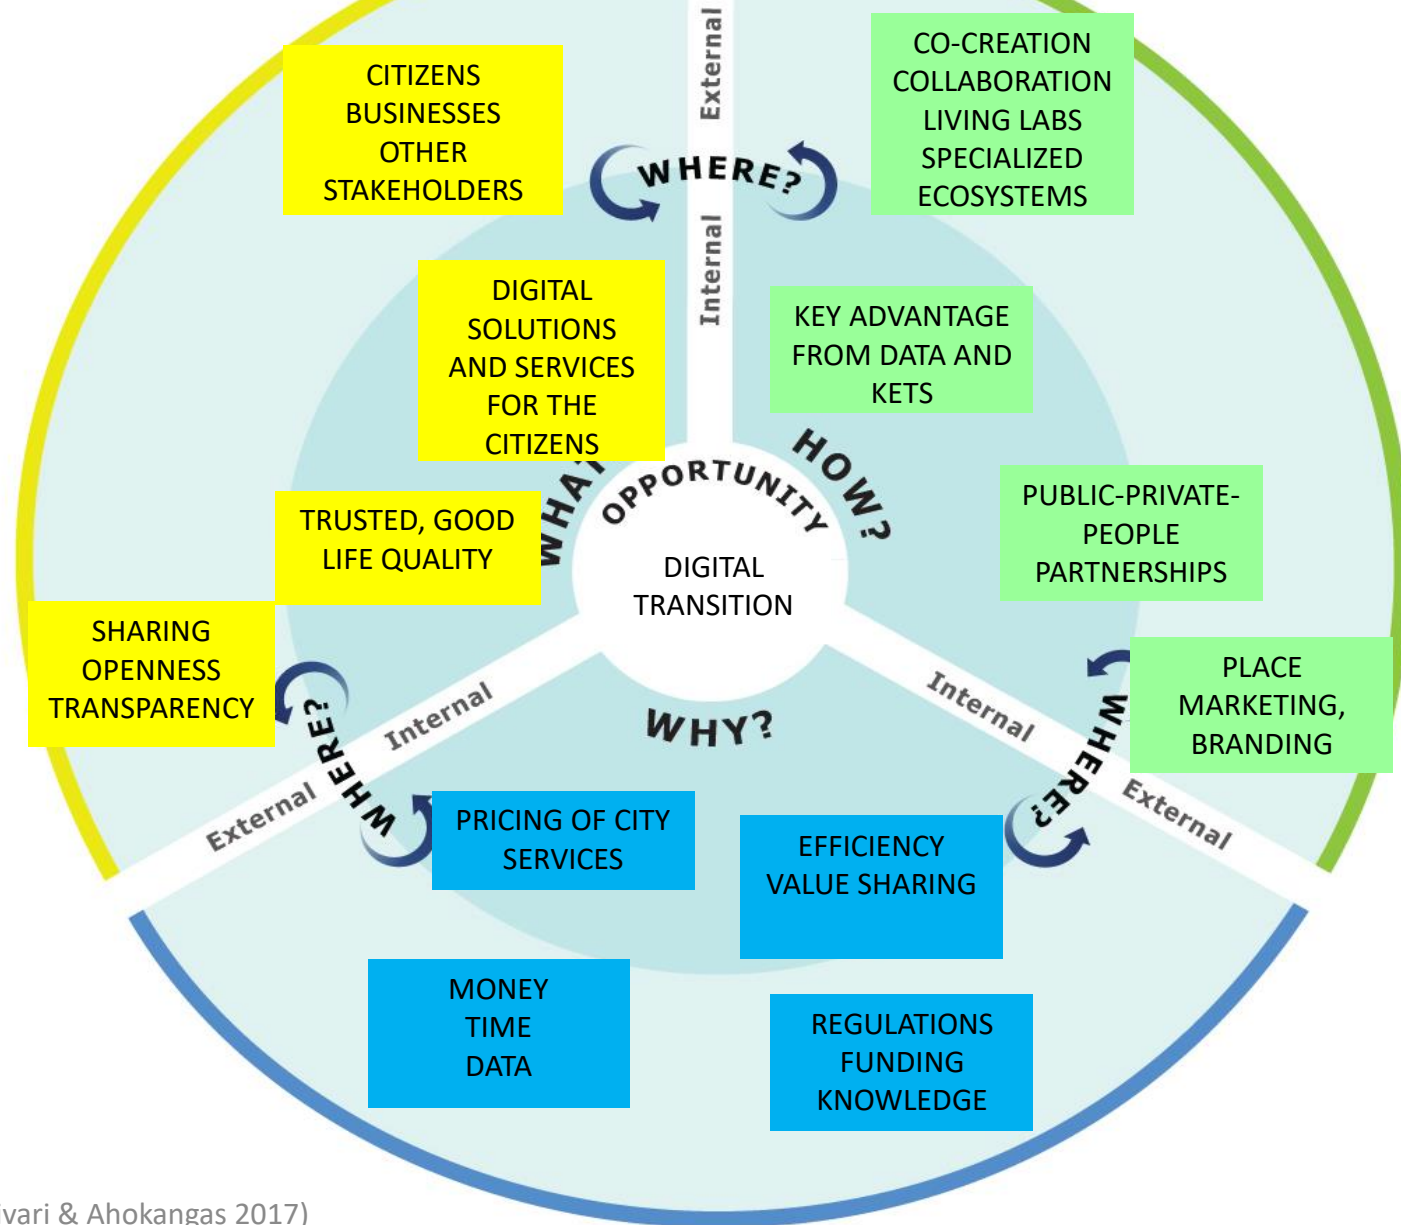 External
CITIZENS
BUSINESSES
OTHER
STAKEHOLDERS
CO-CREATION
COLLABORATION
LIVING LABS
SPECIALIZED
ECOSYSTEMS
WHERE?
Internal
DIGITAL
SOLUTIONS
AND SERVICES
FOR THE
CITIZENS
KEY ADVANTAGE
FROM DATA AND
KETS
WHAT
OPPORTUNITY
HOW?
TRUSTED, GOOD
LIFE QUALITY
PUBLIC-PRIVATE-
PEOPLE
PARTNERSHIPS
DIGITAL
TRANSITION
SHARING
OPENNESS
TRANSPARENCY
PLACE
MARKETING,
BRANDING
WHERE?
Internal
External
WHY?
Internal
WHERE?
External
PRICING OF CITY
SERVICES
EFFICIENCY
VALUE SHARING
MONEY
TIME
DATA
REGULATIONS
FUNDING
KNOWLEDGE
& Ahokangas 2017)